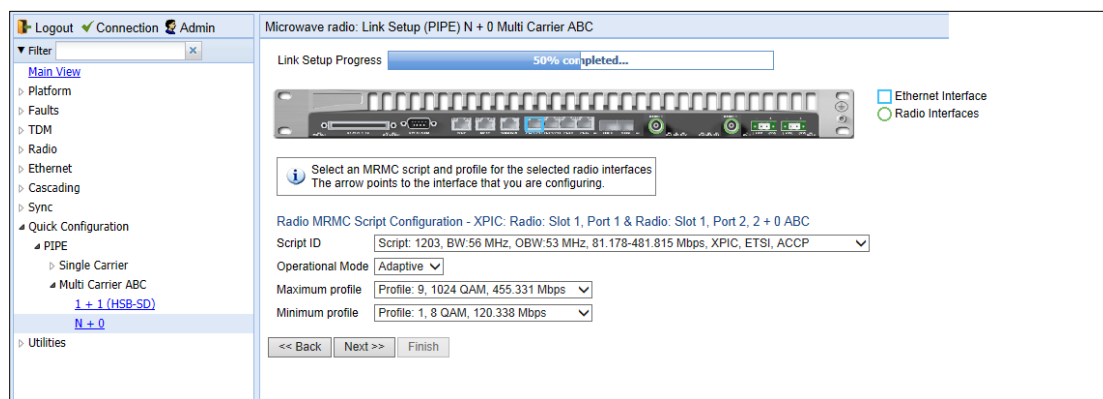 Logout Connection Admin
Microwave radio: Link Setup (PIPE) N + 0 Multi Carrier ABC
Filter
Main View
Platform
Faults
TDM
Radio
Ethernet
Cascading
Sync
Quick Configuration
PIPE
Single Carrier
Multi Carrier ABC
1 + 1 (HSB-SD)
N + 0
Utilities
Link Setup Progress
50% completed...
Ethernet Interface
Radio Interfaces
Select an MRMC script and profile for the selected radio interfaces
The arrow points to the interface that you are configuring.
Radio MRMC Script Configuration - XPIC: Radio: Slot 1, Port 1 & Radio: Slot 1, Port 2, 2 + 0 ABC
Script ID Script: 1203, BW:56 MHz, OBW:53 MHz, 81.178-481.815 Mbps, XPIC, ETSI, ACCP
Operational Mode Adaptive
Maximum profile Profile: 9, 1024 QAM, 455.331 Mbps
Minimum profile Profile: 1, 8 QAM, 120.338 Mbps
<< Back Next >> Finish